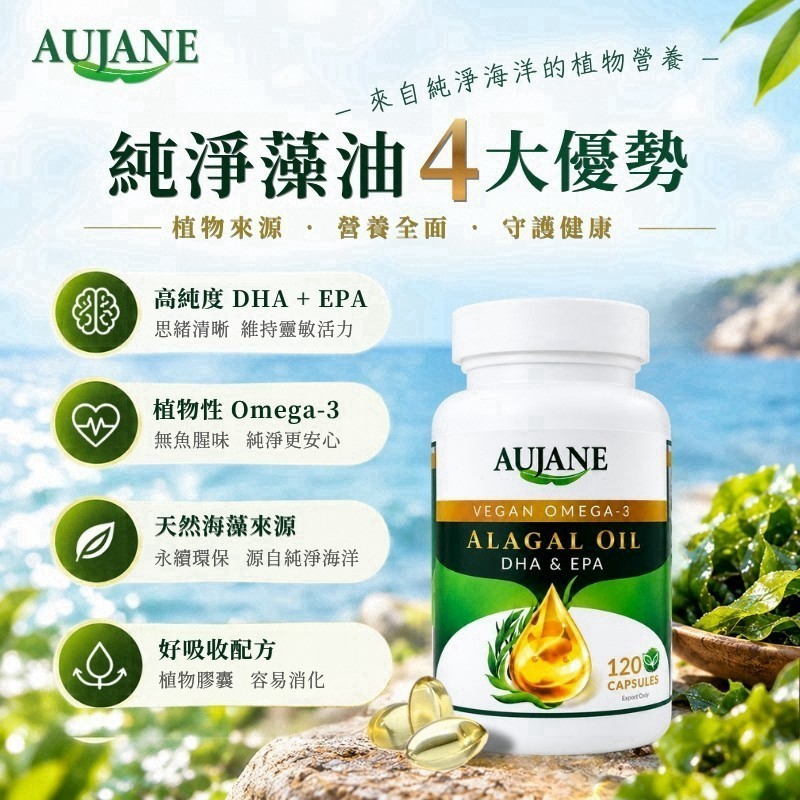 AUJANE
— 來自純淨海洋的植物營養 —
純淨藻油4大優勢
植物來源 · 營養全面 · 守護健康
高純度 DHA + EPA
思緒清晰 維持靈敏活力
植物性 Omega-3
無魚腥味 純淨更安心
天然海藻來源
永續環保 源自純淨海洋
好吸收配方
植物膠囊 容易消化
AUJANE
VEGAN OMEGA-3
ALAGAL OIL
DHA & EPA
120
CAPSULES
Export Only